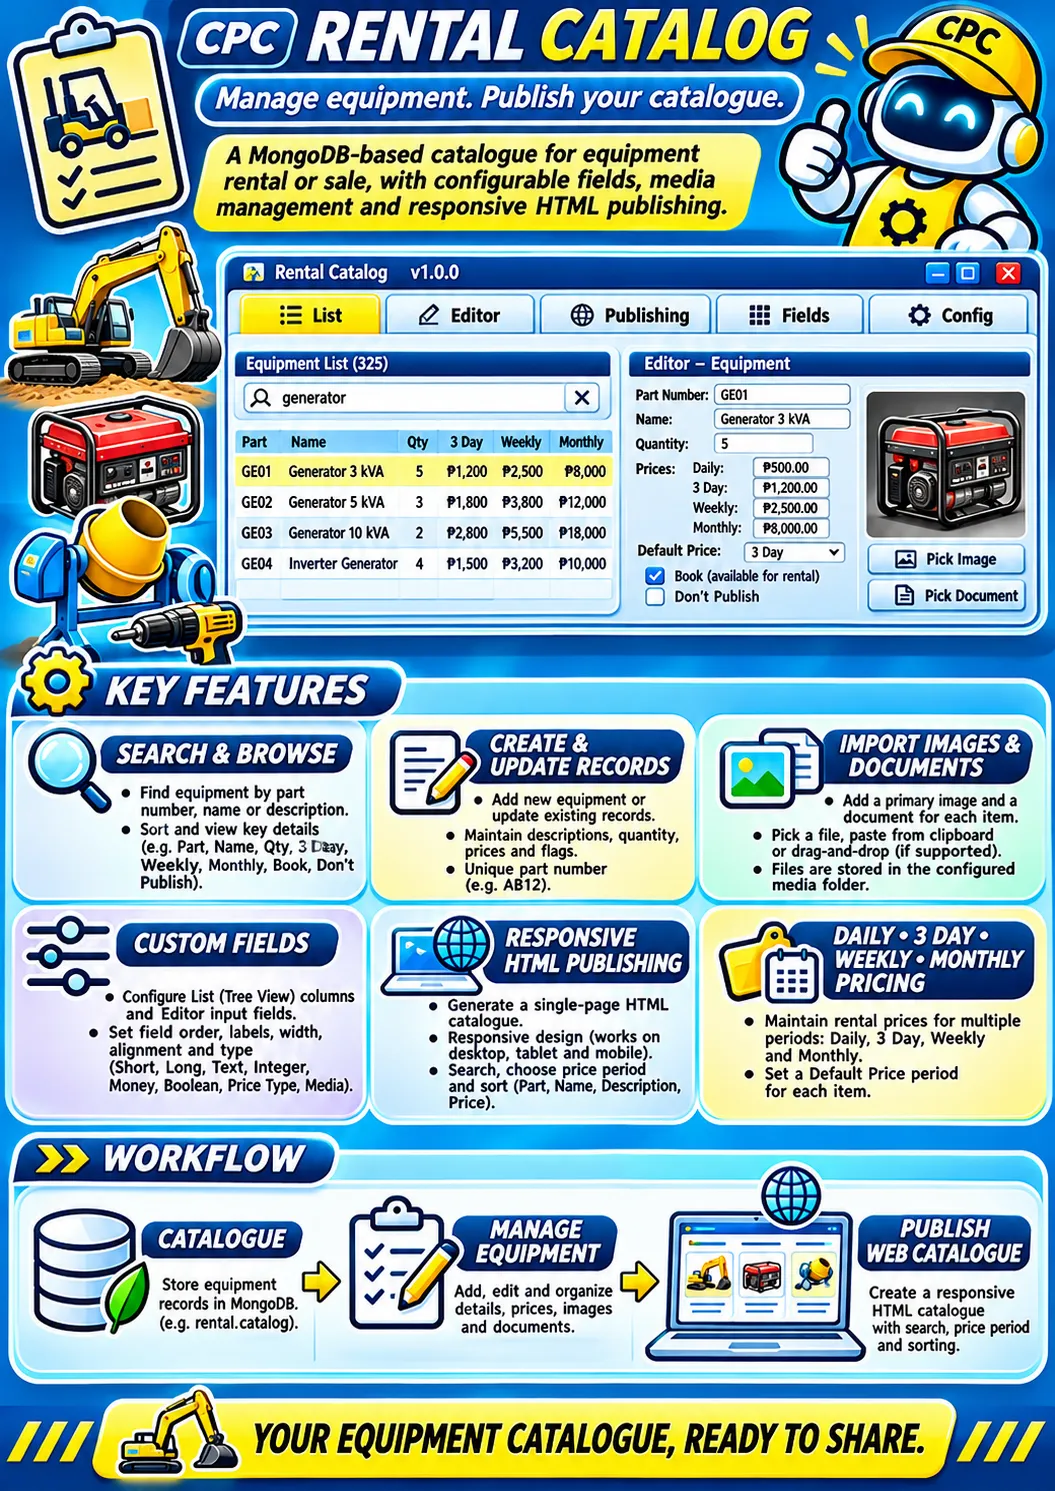 CPC RENTAL CATALOG
CPC
Manage equipment. Publish your catalogue.
A MongoDB-based catalogue for equipment
rental or sale, with configurable fields, media
management and responsive HTML publishing.
Rental Catalog v1.0.0
List Editor Publishing Fields Config
Equipment List (325)
generator
Part Name Qty 3 Day Weekly Monthly
GE01 Generator 3 kVA 5 ₱1,200 ₱2,500 ₱8,000
GE02 Generator 5 kVA 3 ₱1,800 ₱3,800 ₱12,000
GE03 Generator 10 kVA 2 ₱2,800 ₱5,500 ₱18,000
GE04 Inverter Generator 4 ₱1,500 ₱3,200 ₱10,000
Editor – Equipment
Part Number: GE01
Name: Generator 3 kVA
Quantity: 5
Prices: Daily: ₱500.00
3 Day: ₱1,200.00
Weekly: ₱2,500.00
Monthly: ₱8,000.00
Default Price: 3 Day
Book (available for rental)
Don't Publish
Pick Image
Pick Document
KEY FEATURES
SEARCH & BROWSE
• Find equipment by part
number, name or description.
• Sort and view key details
(e.g. Part, Name, Qty, 3
Weekly, Monthly, Book, Don't
Publish).
CREATE &
UPDATE RECORDS
• Add new equipment or
update existing records.
• Maintain descriptions, quantity,
prices and flags.
• Unique part number
(e.g. AB12).
IMPORT IMAGES &
DOCUMENTS
• Add a primary image and a
document for each item.
• Pick a file, paste from clipboard
or drag-and-drop (if supported).
• Files are stored in the configured
media folder.
CUSTOM FIELDS
• Configure List (Tree View) columns
and Editor input fields.
• Set field order, labels, width,
alignment and type
(Short, Long, Text, Integer,
Money, Boolean, Price Type, Media).
RESPONSIVE
HTML PUBLISHING
• Generate a single-page HTML
catalogue.
• Responsive design (works on
desktop, tablet and mobile).
• Search, choose price period
and sort (Part, Name, Description,
Price).
DAILY • 3 DAY •
WEEKLY • MONTHLY
PRICING
• Maintain rental prices for multiple
periods: Daily, 3 Day, Weekly
and Monthly.
• Set a Default Price period
for each item.
WORKFLOW
CATALOGUE
Store equipment
records in MongoDB.
(e.g. rental.catalog).
MANAGE
EQUIPMENT
Add, edit and organize
details, prices, images
and documents.
PUBLISH
WEB CATALOGUE
Create a responsive
HTML catalogue
with search, price period
and sorting.
YOUR EQUIPMENT CATALOGUE, READY TO SHARE.